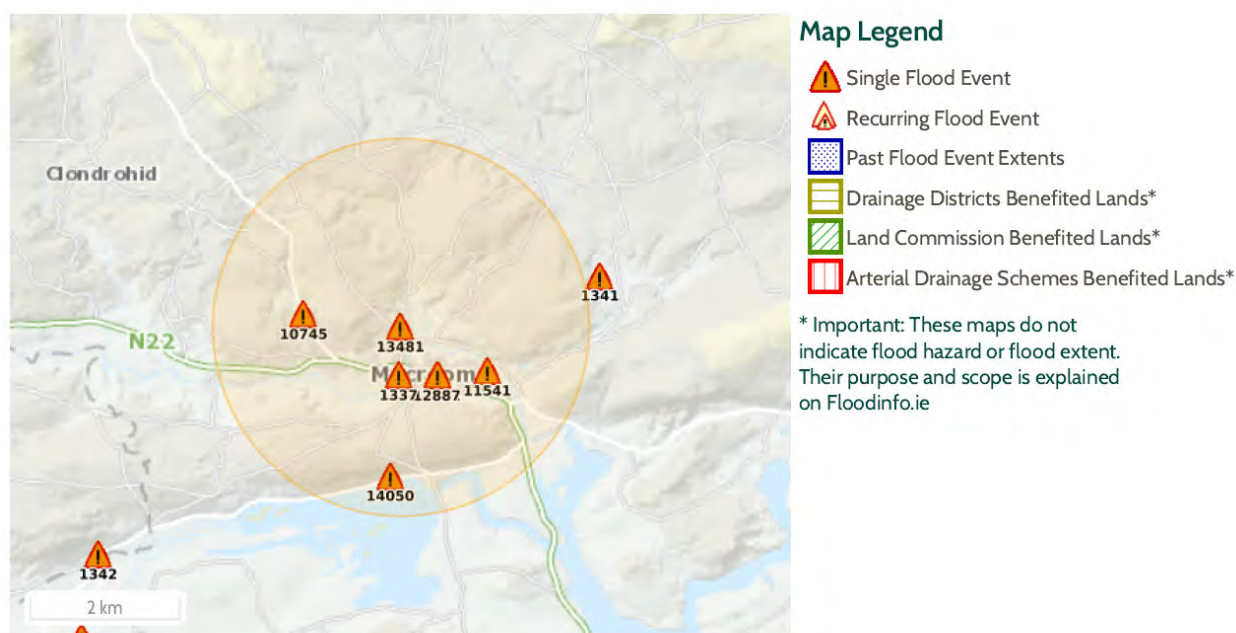 Clondrohid
N22
10745
13481
1341
Macroom
1337
12887
11541
14050
1342
2 km
Map Legend
Single Flood Event
Recurring Flood Event
Past Flood Event Extents
Drainage Districts Benefited Lands*
Land Commission Benefited Lands*
Arterial Drainage Schemes Benefited Lands*
* Important: These maps do not
indicate flood hazard or flood extent.
Their purpose and scope is explained
on Floodinfo.ie